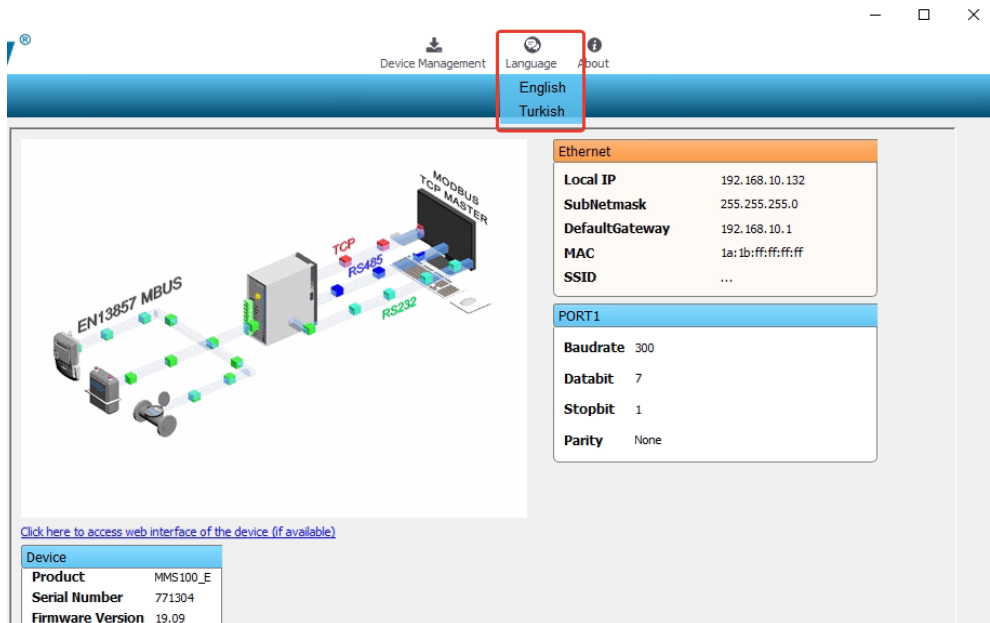 ®
Device Management Language About
English
Turkish
MODBUS
TCP MASTER
TCP
RS485
RS232
EN13857 MBUS
Ethernet
Local IP 192.168.10.132
SubNetmask 255.255.255.0
DefaultGateway 192.168.10.1
MAC 1a:1b:ff:ff:ff:ff
SSID ...
PORT1
Baudrate 300
Databit 7
Stopbit 1
Parity None
Click here to access web interface of the device (if available)
Device
Product MMS100_E
Serial Number 771304
Firmware Version 19.09